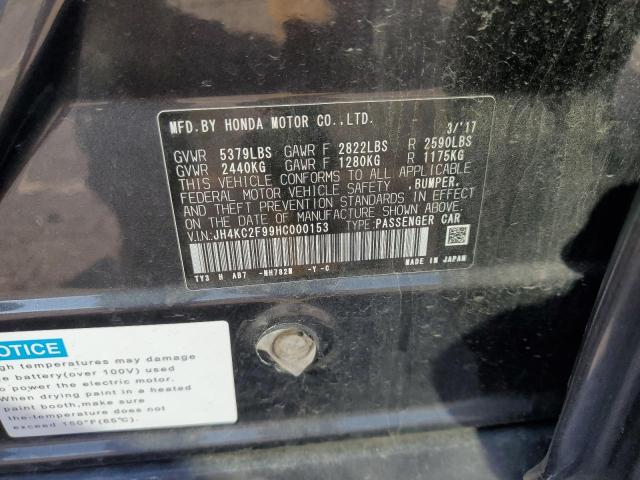 MFD.BY HONDA MOTOR CO.,LTD. 3/'17
GVWR 5379LBS GAWR F 2822LBS R 2590LBS
GVWR 2440KG GAWR F 1280KG R 1175KG
THIS VEHICLE CONFORMS TO ALL APPLICABLE
FEDERAL MOTOR VEHICLE SAFETY ,BUMPER,
AND THEFT PREVENTION STANDARDS IN EFFECT
ON THE DATE OF MANUFACTURE SHOWN ABOVE.
V.I.N:JH4KC2F99HC000153 TYPE:PASSENGER CAR
TY3 H AB7 -NH782M -Y-C MADE IN JAPAN
NOTICE
gh temperatures may damage
e battery(over 100V) used
o power the electric motor.
When drying paint in a heated
paint booth,make sure
the temperature does not
exceed 150°F(65°C).